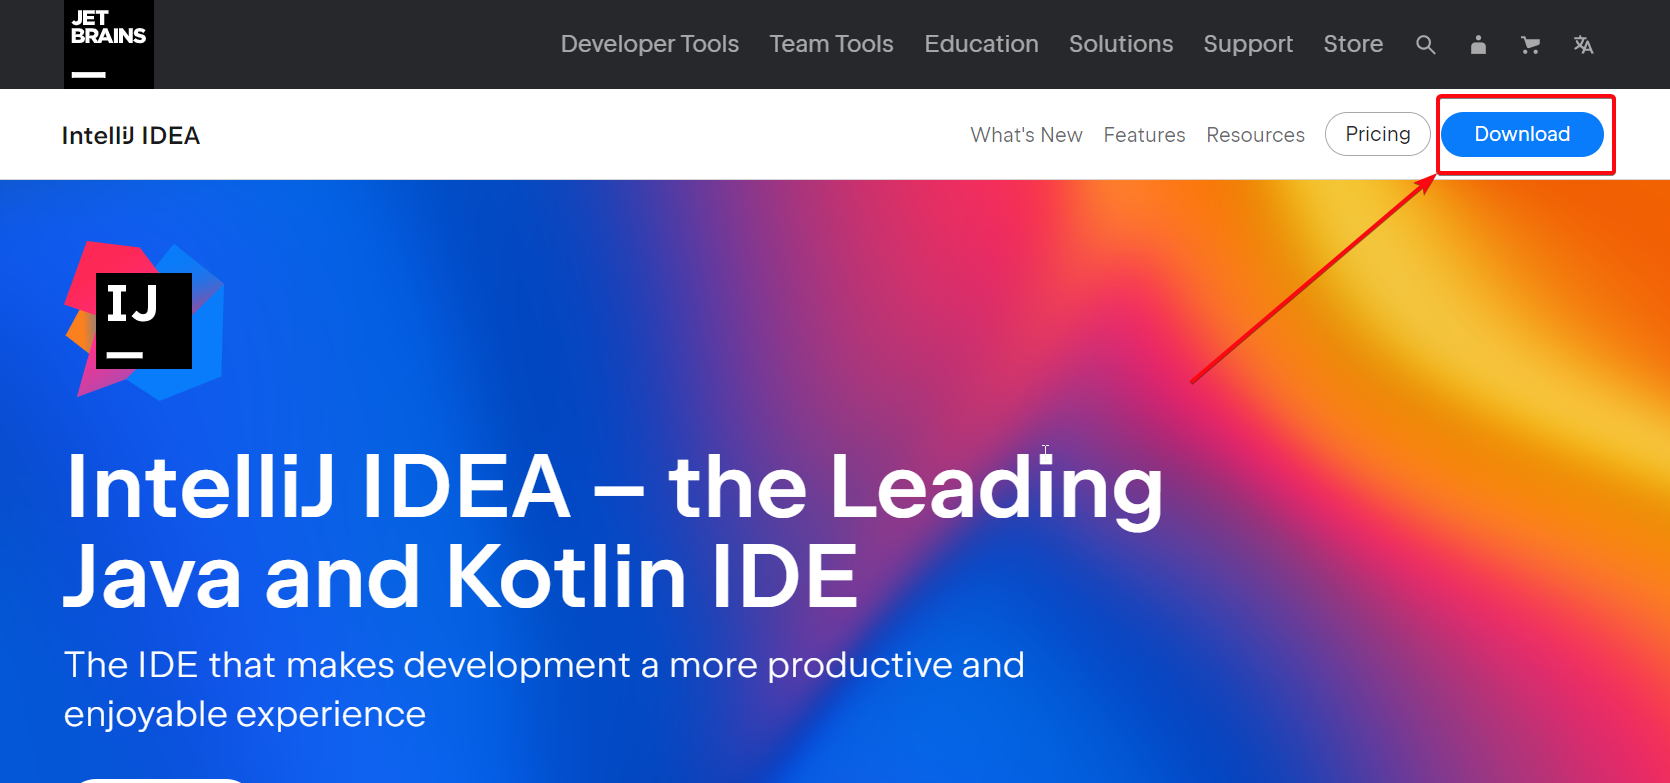 JET
BRAINS
Developer Tools Team Tools Education Solutions Support Store
IntelliJ IDEA
What's New Features Resources Pricing Download
IJ
IntelliJ IDEA – the Leading
Java and Kotlin IDE
The IDE that makes development a more productive and
enjoyable experience